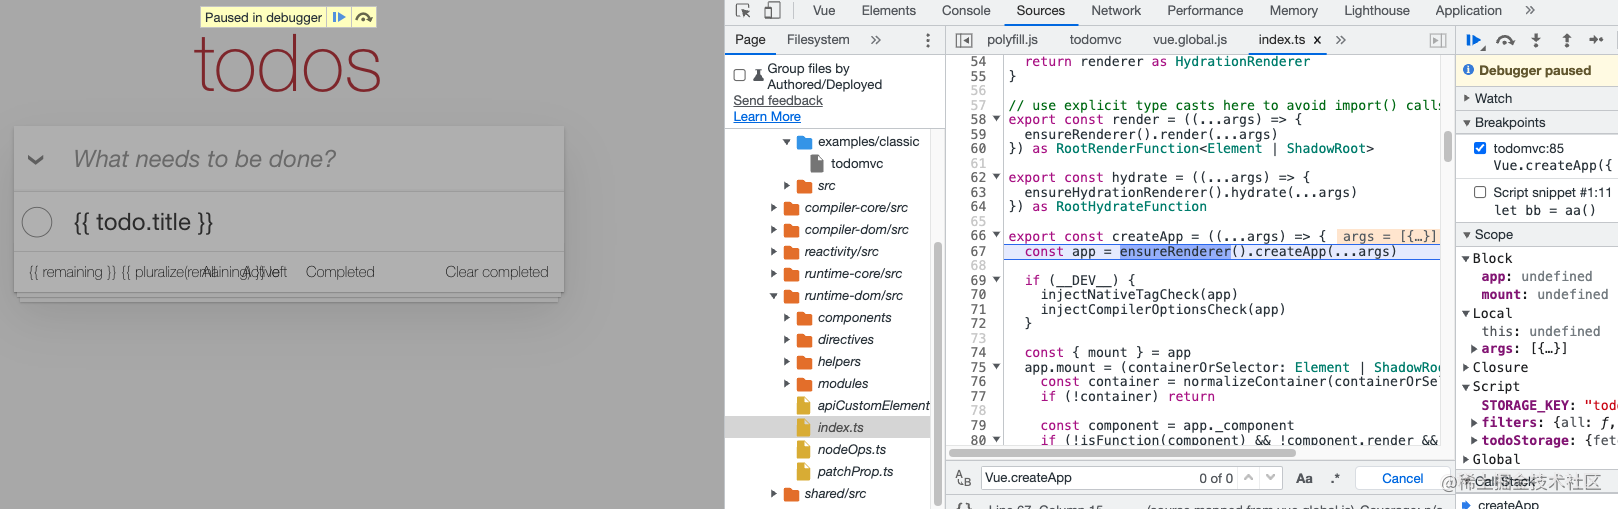 Paused in debugger
todos
What needs to be done?
{{ todo.title }}
{{ remaining }} {{ pluralize(remaining) }} left
All
Active
Completed
Clear completed
Vue
Elements
Console
Sources
Network
Performance
Memory
Lighthouse
Application
»
Page
Filesystem
»
Group files by
Authored/Deployed
Send feedback
Learn More
examples/classic
todomvc
src
compiler-core/src
compiler-dom/src
reactivity/src
runtime-core/src
runtime-dom/src
components
directives
helpers
modules
apiCustomElement
index.ts
nodeOps.ts
patchProp.ts
shared/src
polyfill.js
todomvc
vue.global.js
index.ts x
»
54 return renderer as HydrationRenderer
55 }
56
57 // use explicit type casts here to avoid import() calls
58 export const render = ((...args) => {
59 ensureRenderer().render(...args)
60 }) as RootRenderFunction<Element | ShadowRoot>
61
62 export const hydrate = ((...args) => {
63 ensureHydrationRenderer().hydrate(...args)
64 }) as RootHydrateFunction
65
66 export const createApp = ((...args) => { args = [{…}]
67 const app = ensureRenderer().createApp(...args)
68
69 if (__DEV__) {
70 injectNativeTagCheck(app)
71 injectCompilerOptionsCheck(app)
72 }
73
74 const { mount } = app
75 app.mount = (containerOrSelector: Element | ShadowRo
76 const container = normalizeContainer(containerOrSel
77 if (!container) return
78
79 const component = app._component
80 if (!isFunction(component) && !component.render &&
Vue.createApp
0 of 0
Aa
.*
Cancel
{} Line 67, Column 15
(source mapped from vue.global.js)
Coverage: n/a
Debugger paused
Watch
Breakpoints
todomvc:85
Vue.createApp({
Script snippet #1:11
let bb = aa()
Scope
Block
app: undefined
mount: undefined
Local
this: undefined
args: [{…}]
Closure
Script
STORAGE_KEY: "tod
filters: {all: ƒ,
todoStorage: {fet
Global
Call Stack
createApp
@稀土掘金技术社区